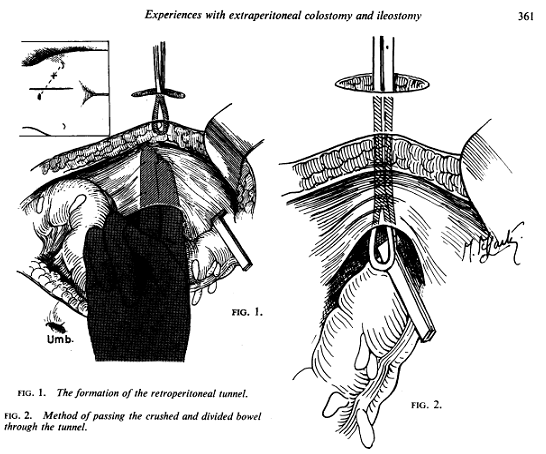 Experiences with extraperitoneal colostomy and ileostomy 361
FIG. 1.
Umb.
FIG. 2.
FIG. 1. The formation of the retroperitoneal tunnel.
FIG. 2. Method of passing the crushed and divided bowel
through the tunnel.